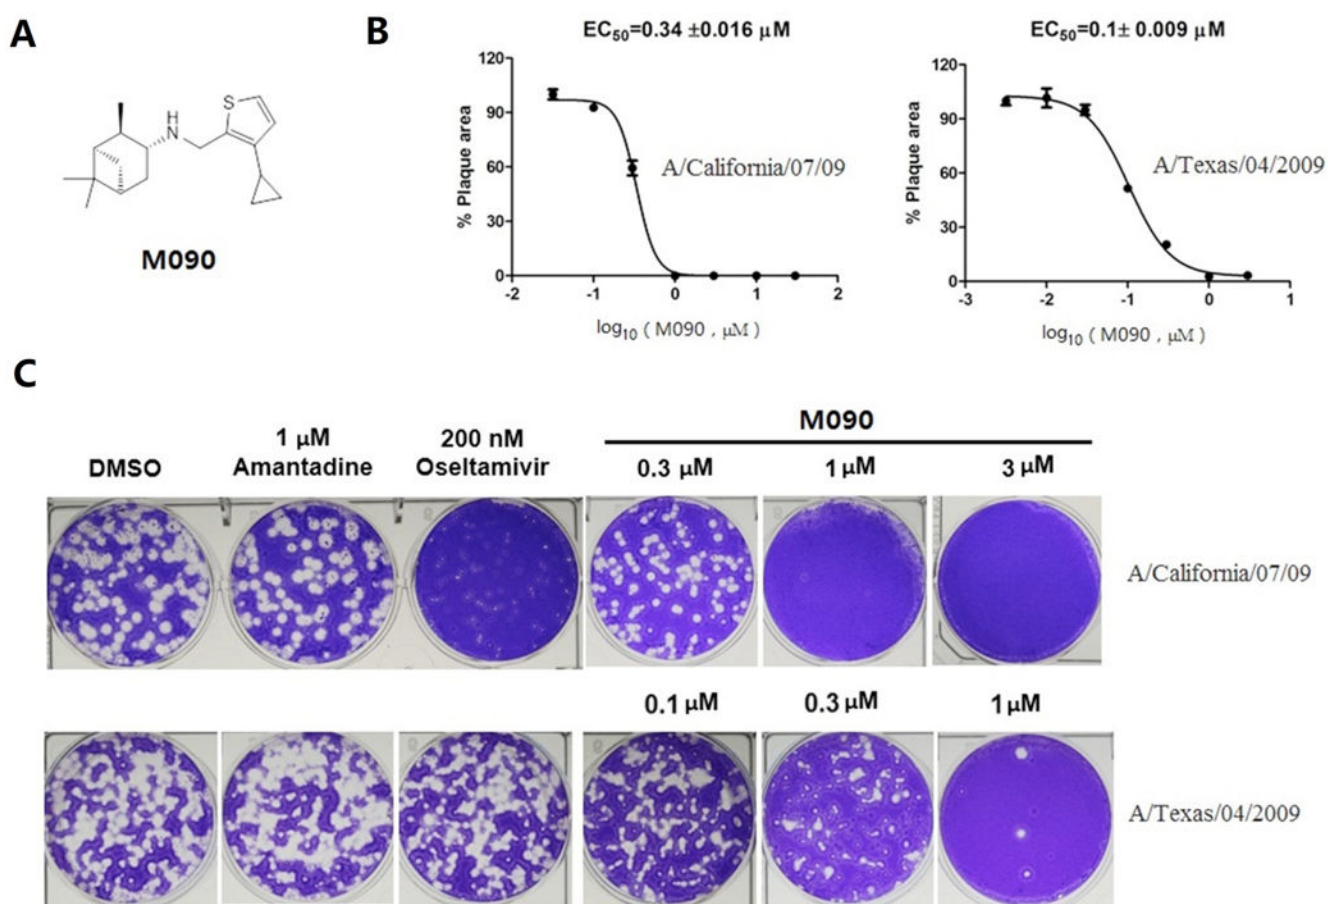 A
S
H
N
M090
B
EC50=0.34 ±0.016 μM
120
90
60
30
0
% Plaque area
A/California/07/09
-2
-1
0
1
2
log10 ( M090 , μM )
EC50=0.1± 0.009 μM
120
90
60
30
0
% Plaque area
A/Texas/04/2009
-3
-2
-1
0
1
log10 ( M090 , μM )
C
DMSO
1 μM
Amantadine
200 nM
Oseltamivir
M090
0.3 μM
1 μM
3 μM
A/California/07/09
0.1 μM
0.3 μM
1 μM
A/Texas/04/2009